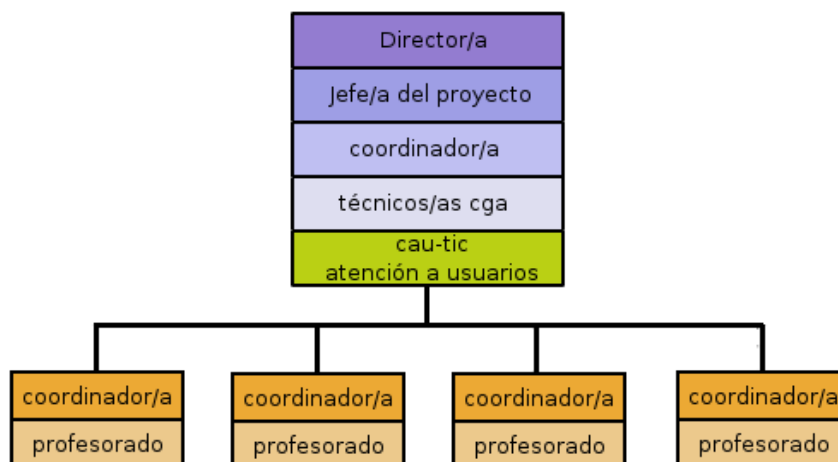 Director/a
Jefe/a del proyecto
coordinador/a
técnicos/as cga
cau-tic
atención a usuarios
coordinador/a
profesorado
coordinador/a
profesorado
coordinador/a
profesorado
coordinador/a
profesorado